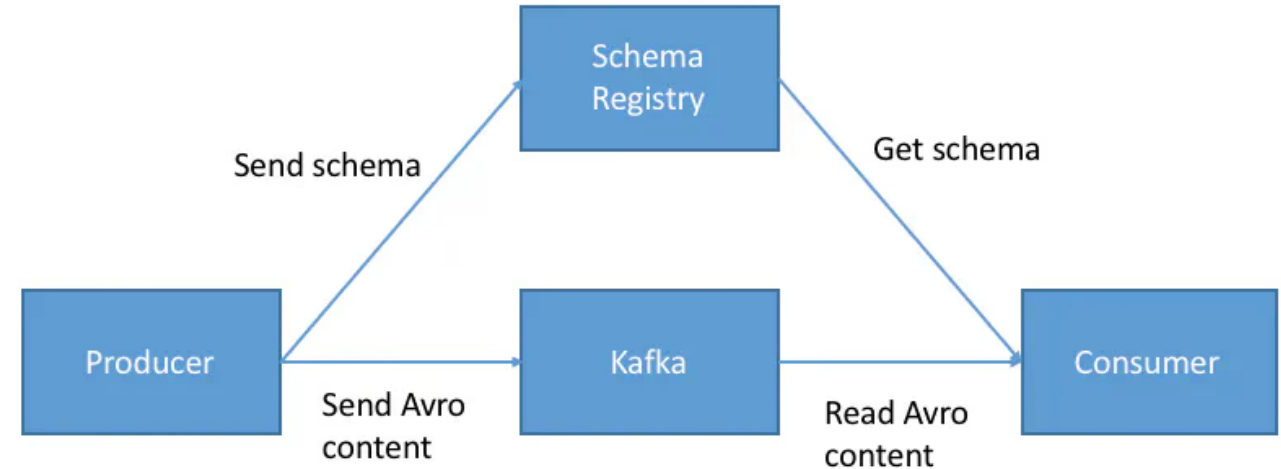 Schema
Registry
Send schema
Get schema
Producer
Kafka
Consumer
Send Avro
content
Read Avro
content